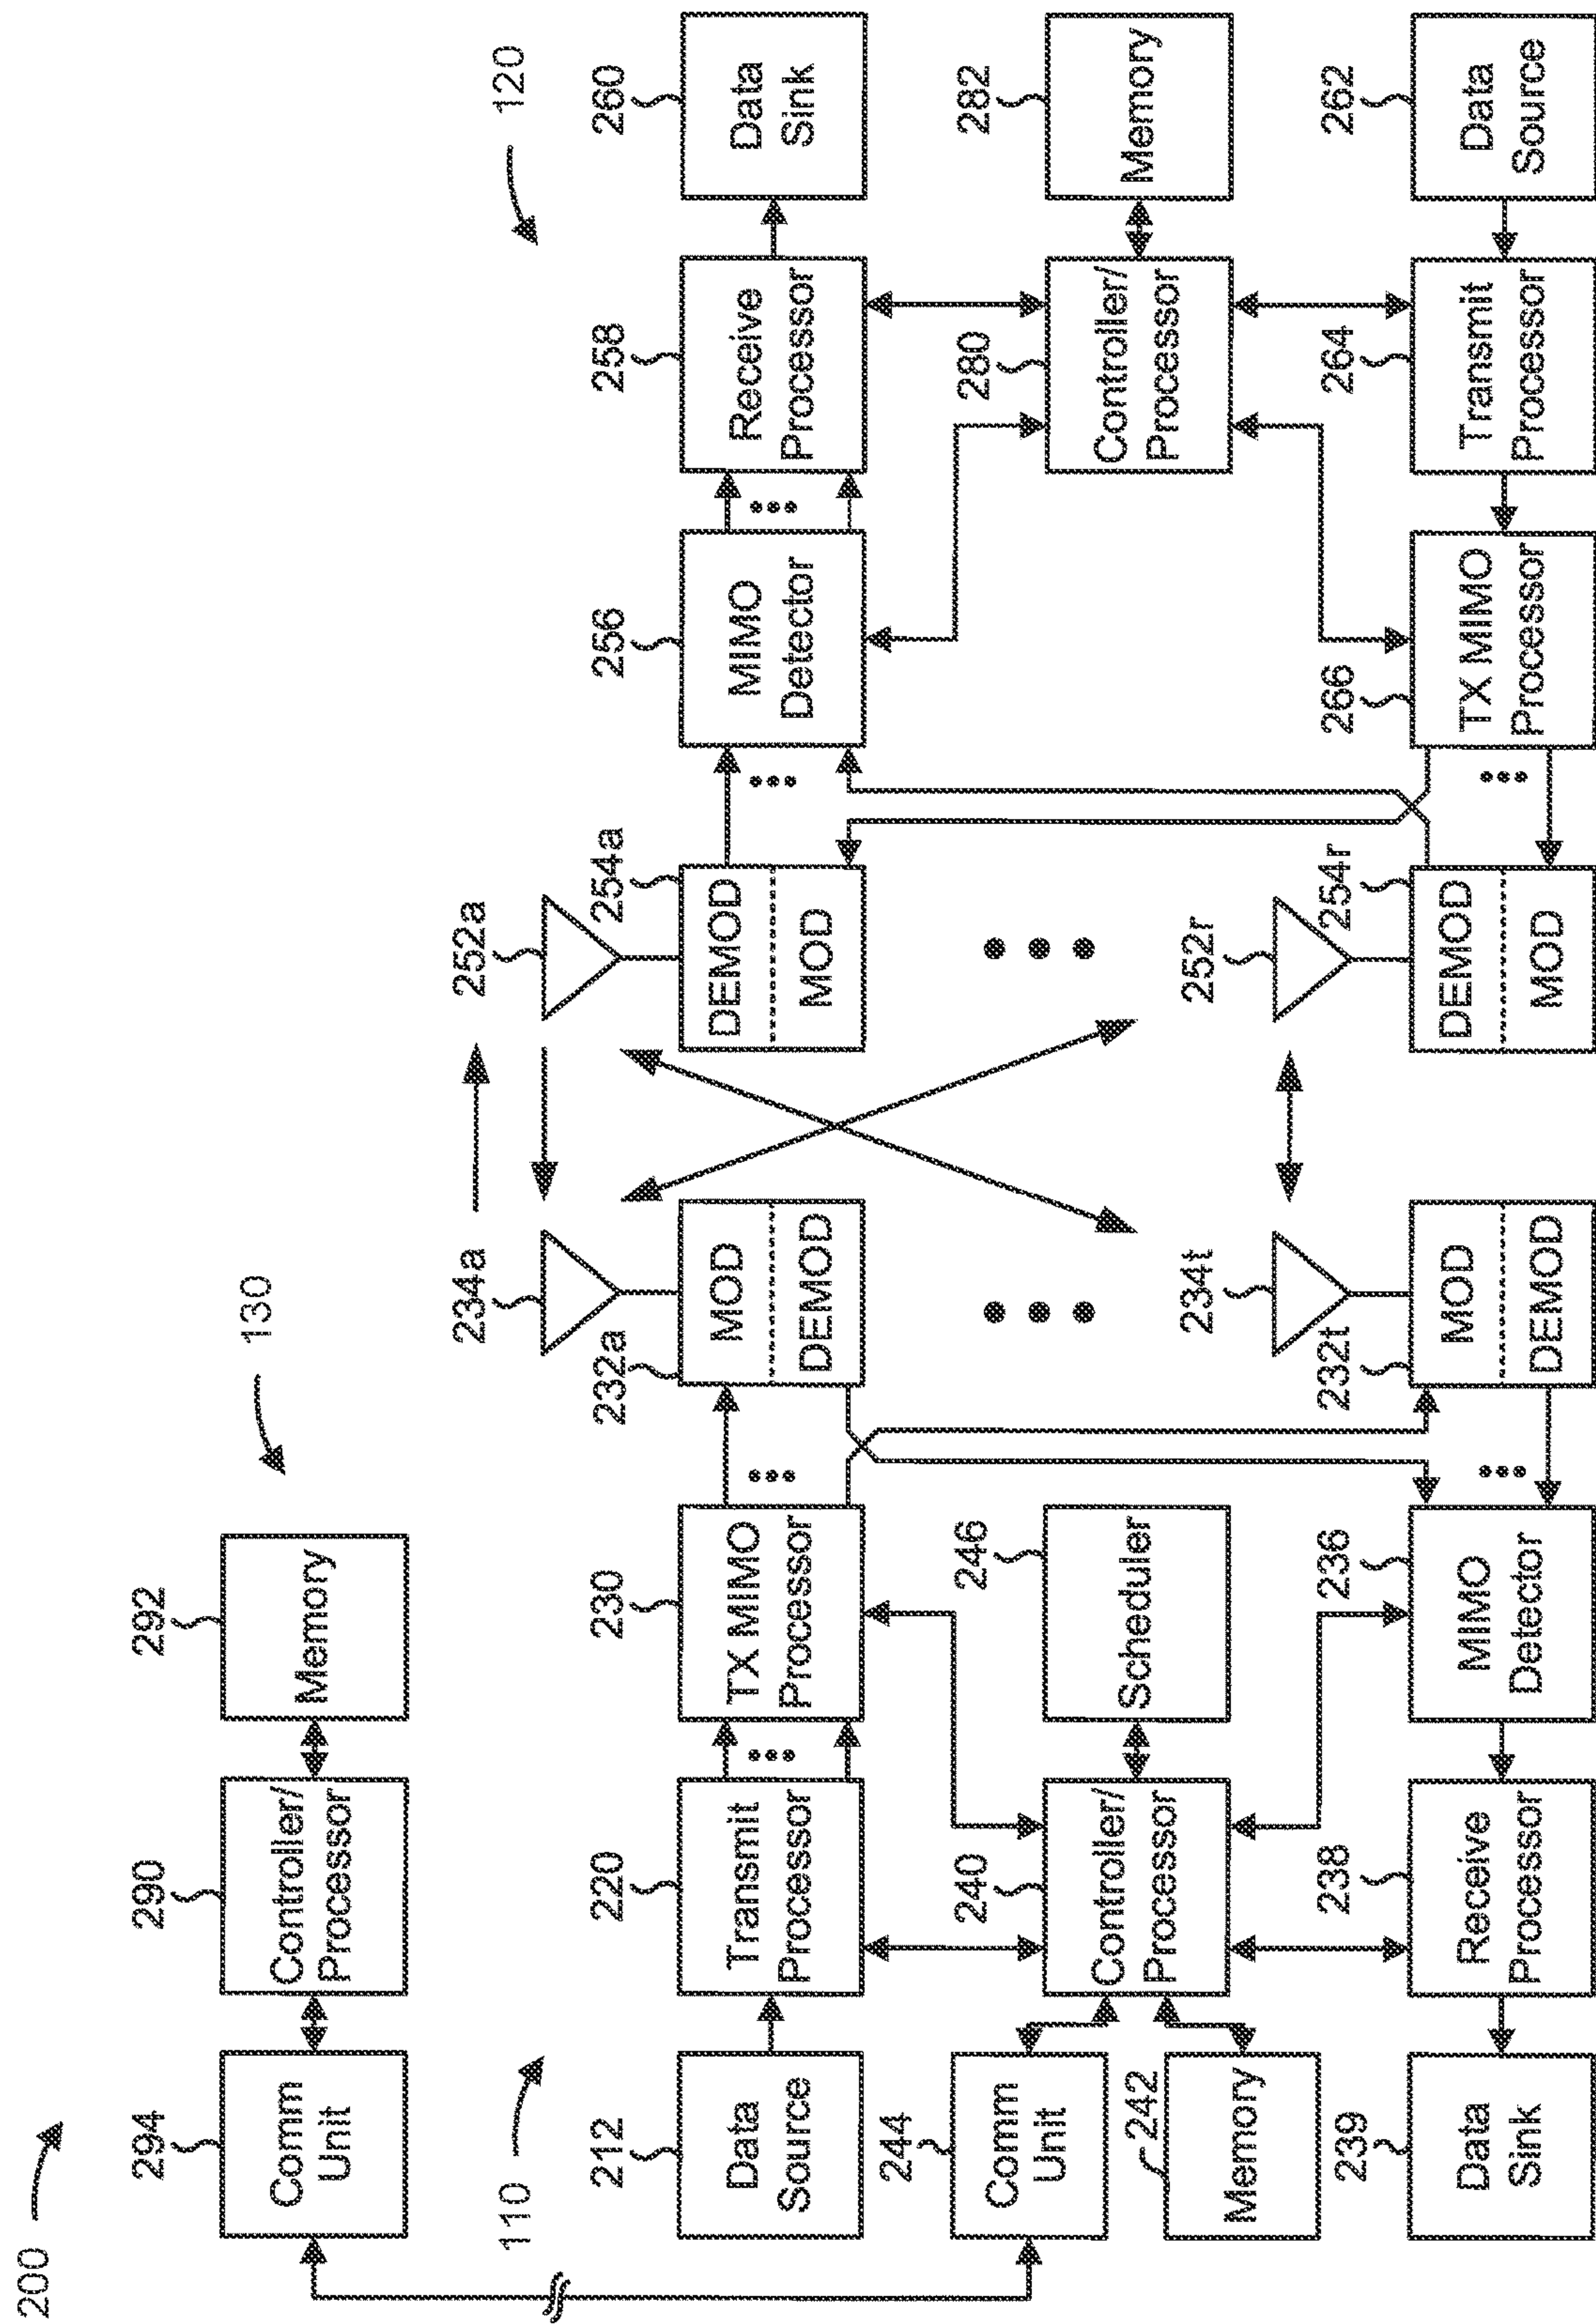 200
130
294
290
292
Comm
Unit
Controller/
Processor
Memory
110
120
234a
252a
212
220
230
232a
254a
256
258
260
Data
Source
Transmit
Processor
TX MIMO
Processor
MOD
DEMOD
DEMOD
MOD
MIMO
Detector
Receive
Processor
Data
Sink
244
240
246
280
282
Comm
Unit
Controller/
Processor
Scheduler
Controller/
Processor
Memory
242
Memory
234t
252r
239
238
236
232t
254r
266
264
262
Data
Sink
Receive
Processor
MIMO
Detector
MOD
DEMOD
DEMOD
MOD
TX MIMO
Processor
Transmit
Processor
Data
Source